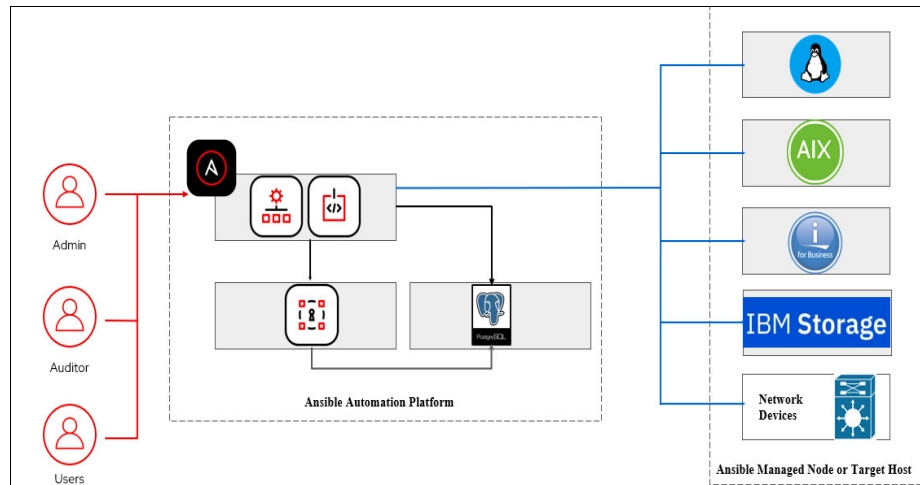 Admin
Auditor
Users
A
</>
PostgreSQL
Ansible Automation Platform
AIX
i
for Business
IBM Storage
Network
Devices
Ansible Managed Node or Target Host